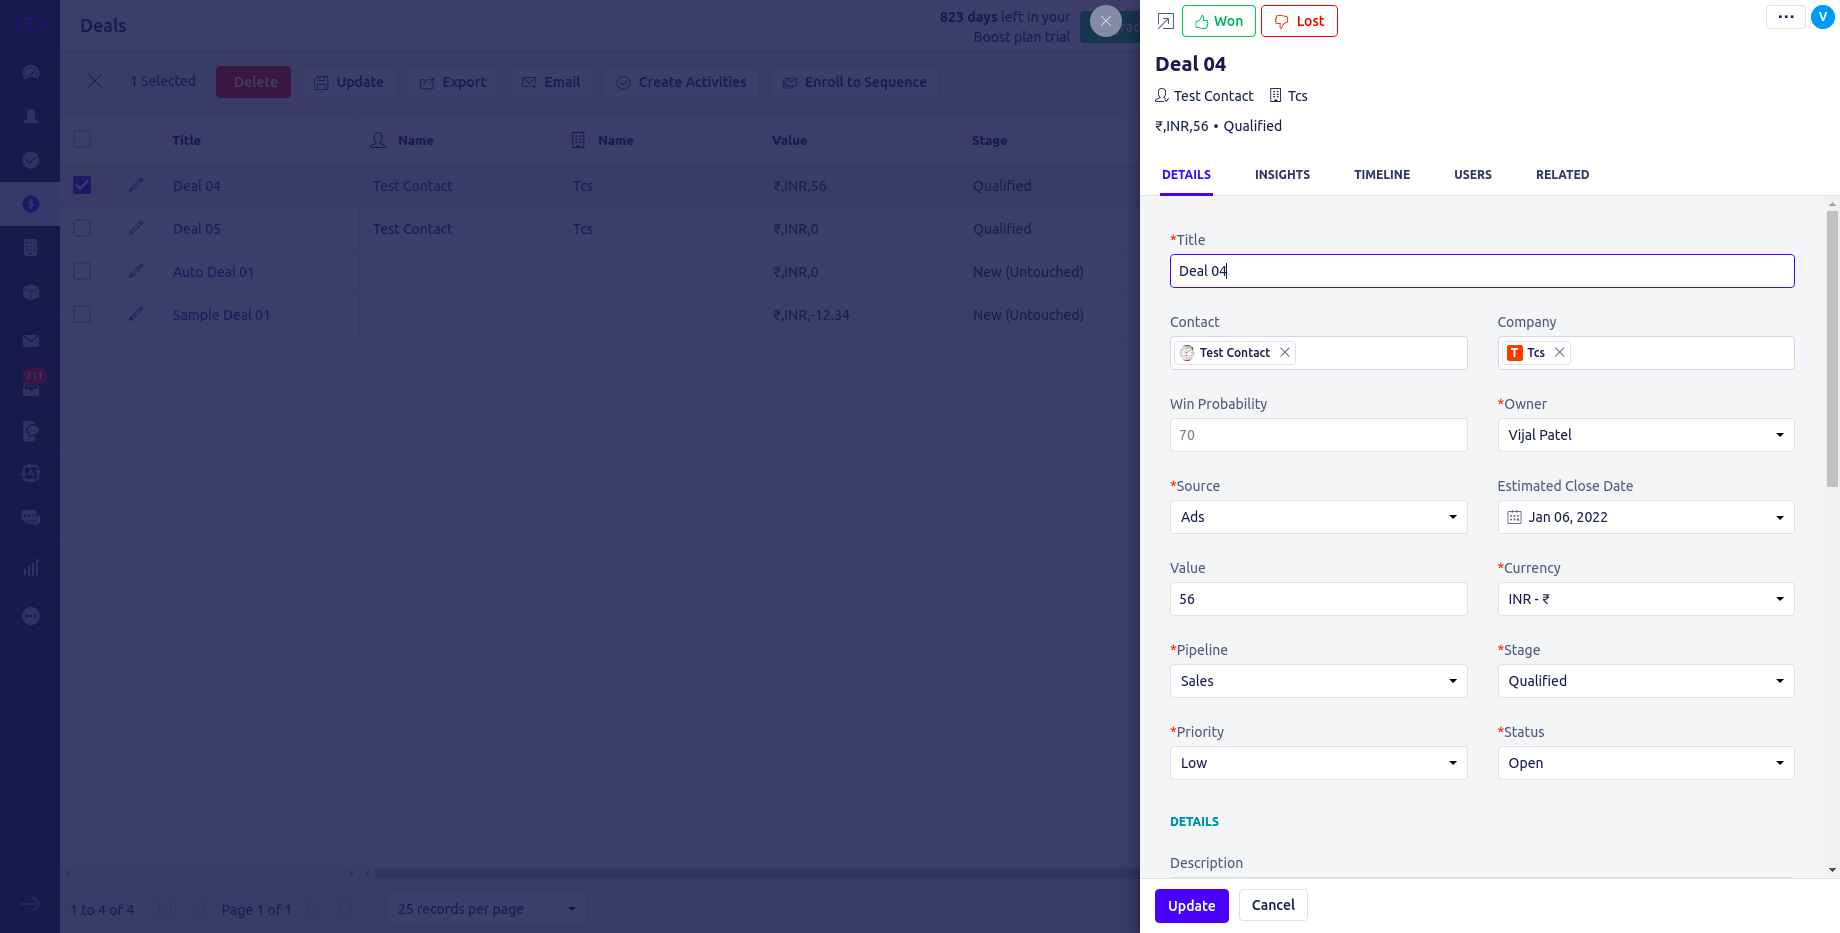 Deals
823 days left in your
Boost plan trial
1 Selected
Delete
Update
Export
Email
Create Activities
Enroll to Sequence
Title Name Name Value Stage
Deal 04 Test Contact Tcs ₹,INR,56 Qualified
Deal 05 Test Contact Tcs ₹,INR,0 Qualified
Auto Deal 01 ₹,INR,0 New (Untouched)
Sample Deal 01 ₹,INR,-12.34 New (Untouched)
211
1 to 4 of 4
Page 1 of 1
25 records per page
Won
Lost
...
V
Deal 04
Test Contact Tcs
₹,INR,56 • Qualified
DETAILS INSIGHTS TIMELINE USERS RELATED
*Title
Deal 04
Contact Company
Test Contact T Tcs
Win Probability *Owner
70 Vijal Patel
*Source Estimated Close Date
Ads Jan 06, 2022
Value *Currency
56 INR - ₹
*Pipeline *Stage
Sales Qualified
*Priority *Status
Low Open
DETAILS
Description
Update Cancel